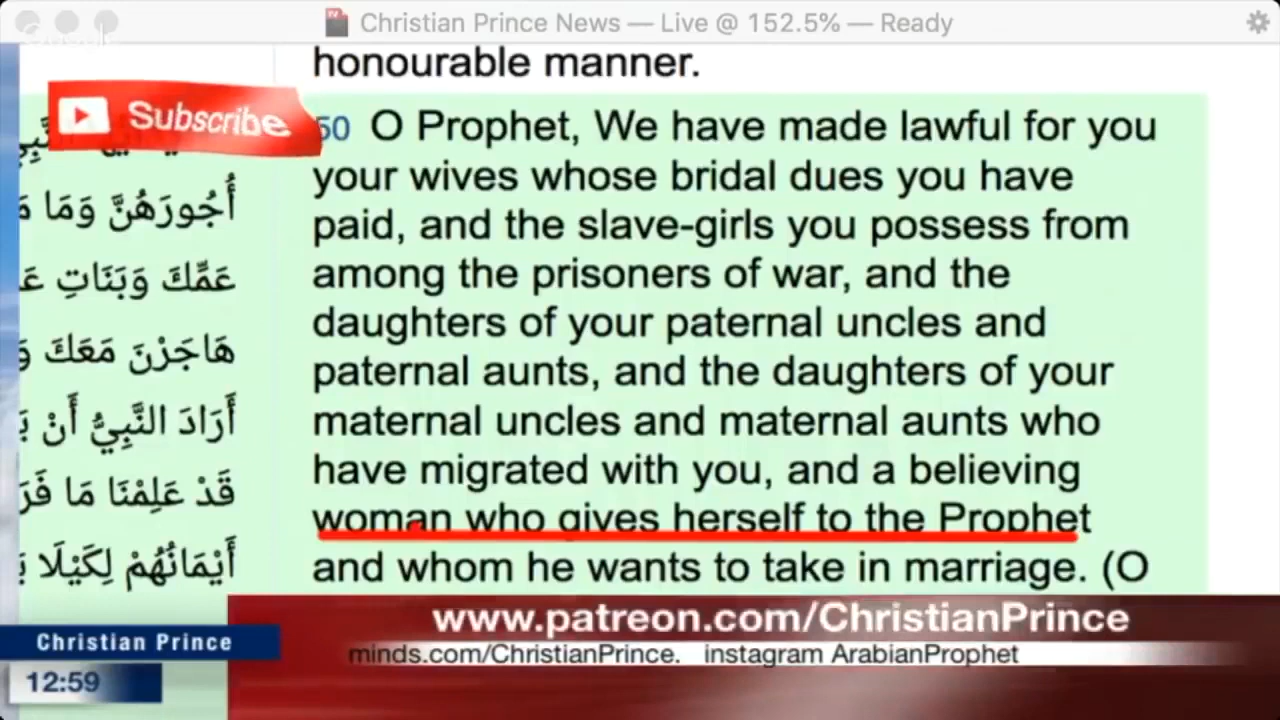 Christian Prince News — Live @ 152.5% — Ready
Google
honourable manner.
Subscribe
50 O Prophet, We have made lawful for you
your wives whose bridal dues you have
paid, and the slave-girls you possess from
among the prisoners of war, and the
daughters of your paternal uncles and
paternal aunts, and the daughters of your
maternal uncles and maternal aunts who
have migrated with you, and a believing
woman who gives herself to the Prophet
and whom he wants to take in marriage. (O
أُجُورَهُنَّ وَمَا
عَمِّكَ وَبَنَاتِ
هَاجَرْنَ مَعَكَ
أَرَادَ النَّبِيُّ أَنْ
قَدْ عَلِمْنَا مَا
أَيْمَانُهُمْ لِكَيْلَا
www.patreon.com/ChristianPrince
Christian Prince
minds.com/ChristianPrince. instagram ArabianProphet
12:59